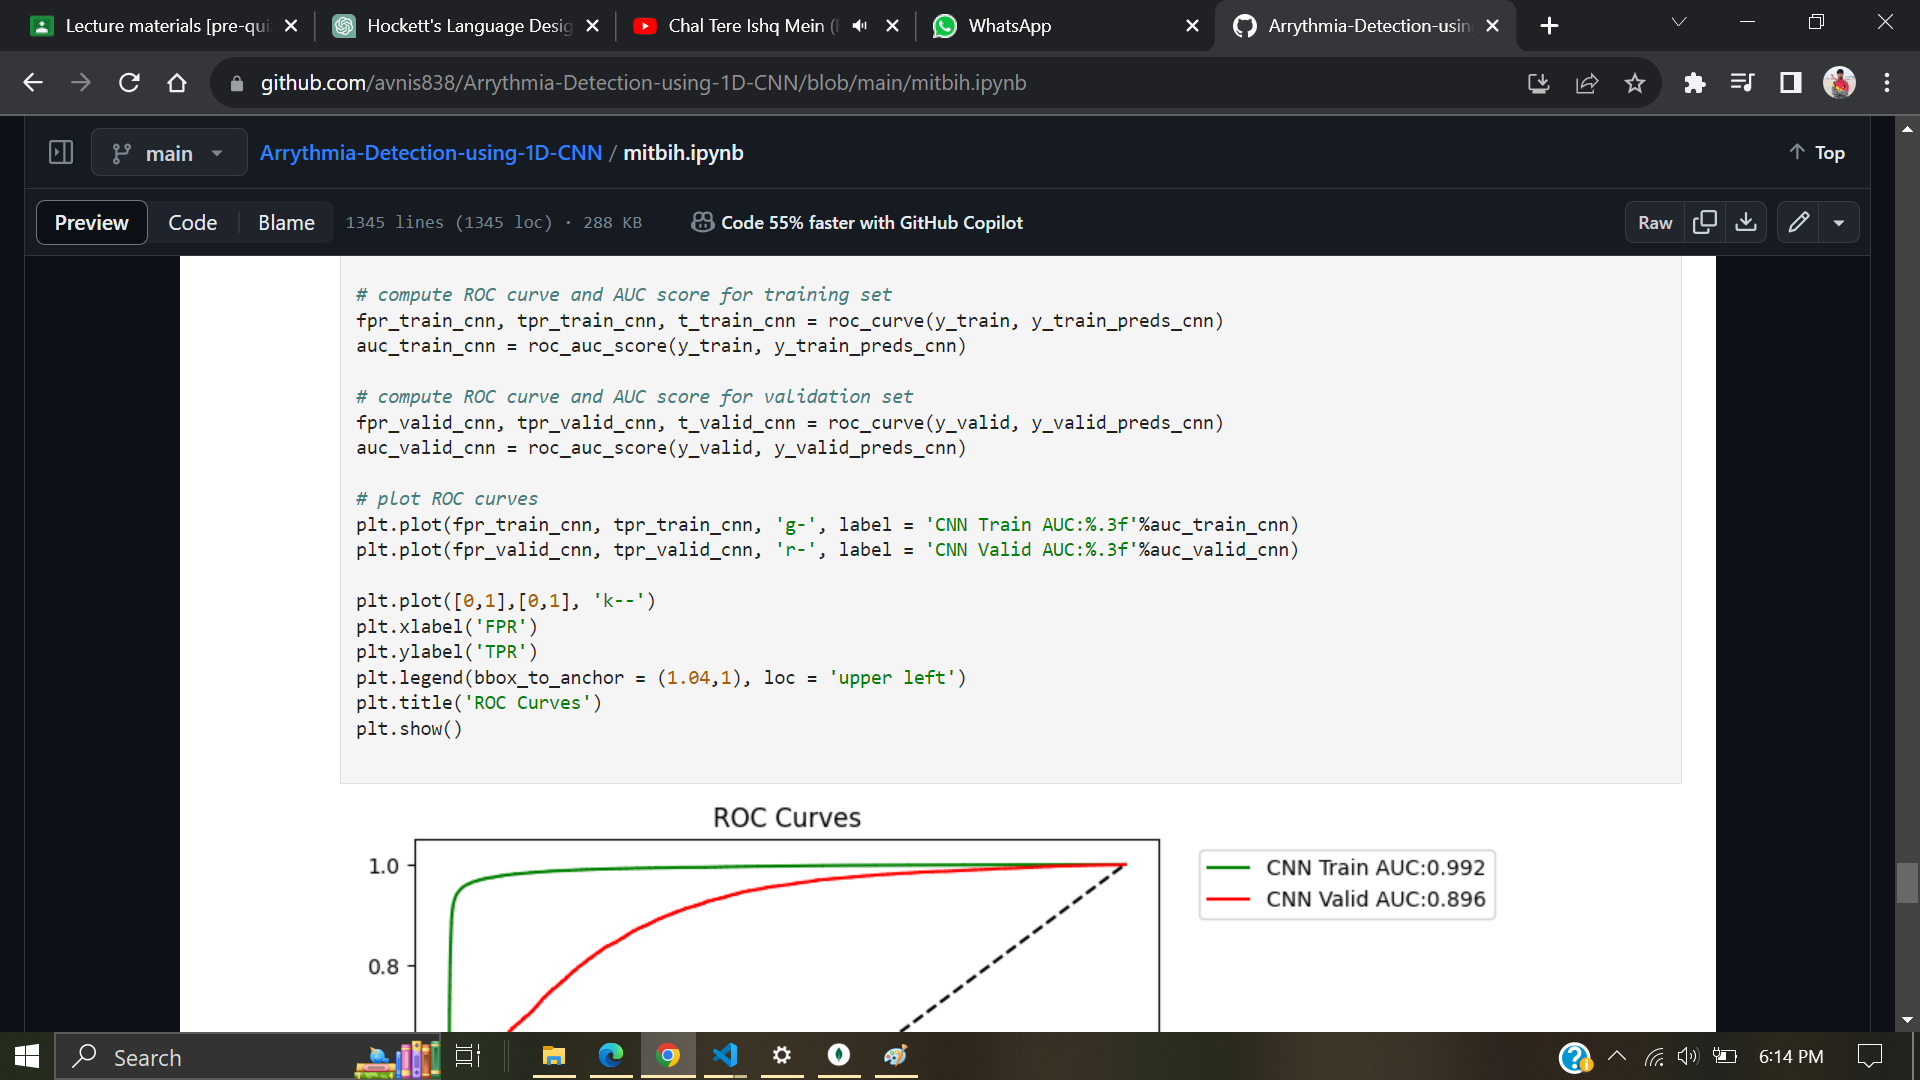 Lecture materials [pre-qui
Hockett's Language Desig
Chal Tere Ishq Mein (
WhatsApp
Arrythmia-Detection-usin
github.com/avnis838/Arrythmia-Detection-using-1D-CNN/blob/main/mitbih.ipynb
main
Arrythmia-Detection-using-1D-CNN / mitbih.ipynb
Top
Preview
Code
Blame
1345 lines (1345 loc) · 288 KB
Code 55% faster with GitHub Copilot
Raw
# compute ROC curve and AUC score for training set
fpr_train_cnn, tpr_train_cnn, t_train_cnn = roc_curve(y_train, y_train_preds_cnn)
auc_train_cnn = roc_auc_score(y_train, y_train_preds_cnn)
# compute ROC curve and AUC score for validation set
fpr_valid_cnn, tpr_valid_cnn, t_valid_cnn = roc_curve(y_valid, y_valid_preds_cnn)
auc_valid_cnn = roc_auc_score(y_valid, y_valid_preds_cnn)
# plot ROC curves
plt.plot(fpr_train_cnn, tpr_train_cnn, 'g-', label = 'CNN Train AUC:%.3f'%auc_train_cnn)
plt.plot(fpr_valid_cnn, tpr_valid_cnn, 'r-', label = 'CNN Valid AUC:%.3f'%auc_valid_cnn)
plt.plot([0,1],[0,1], 'k--')
plt.xlabel('FPR')
plt.ylabel('TPR')
plt.legend(bbox_to_anchor = (1.04,1), loc = 'upper left')
plt.title('ROC Curves')
plt.show()
ROC Curves
1.0
0.8
CNN Train AUC:0.992
CNN Valid AUC:0.896
Search
6:14 PM